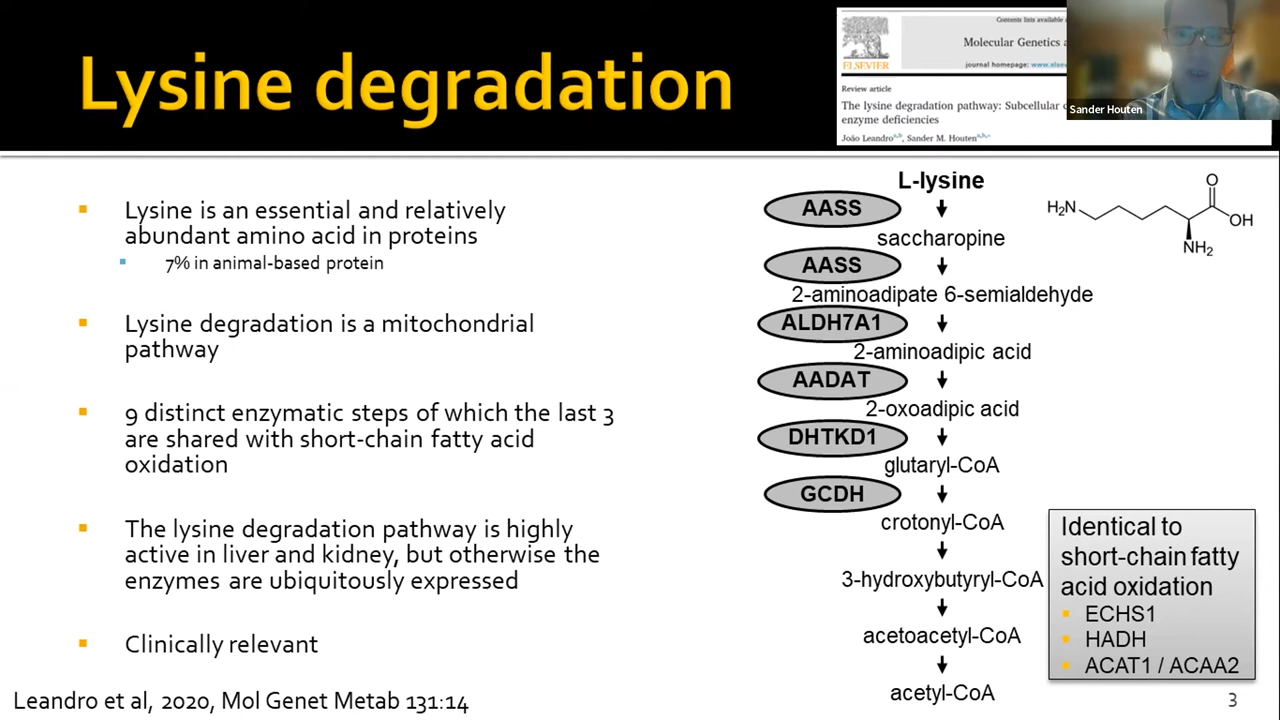 Lysine degradation
Contents lists available
Molecular Genetics a
journal homepage: www.else
ELSEVIER
Review article
The lysine degradation pathway: Subcellular
enzyme deficiencies
João Leandro a,b, Sander M. Houten a,b,
Sander Houten
Lysine is an essential and relatively
abundant amino acid in proteins
7% in animal-based protein
Lysine degradation is a mitochondrial
pathway
9 distinct enzymatic steps of which the last 3
are shared with short-chain fatty acid
oxidation
The lysine degradation pathway is highly
active in liver and kidney, but otherwise the
enzymes are ubiquitously expressed
Clinically relevant
Leandro et al, 2020, Mol Genet Metab 131:14
L-lysine
AASS
saccharopine
AASS
2-aminoadipate 6-semialdehyde
ALDH7A1
2-aminoadipic acid
AADAT
2-oxoadipic acid
DHTKD1
glutaryl-CoA
GCDH
crotonyl-CoA
3-hydroxybutyryl-CoA
acetoacetyl-CoA
acetyl-CoA
O
H₂N
OH
NH₂
Identical to
short-chain fatty
acid oxidation
ECHS1
HADH
ACAT1 / ACAA2
3